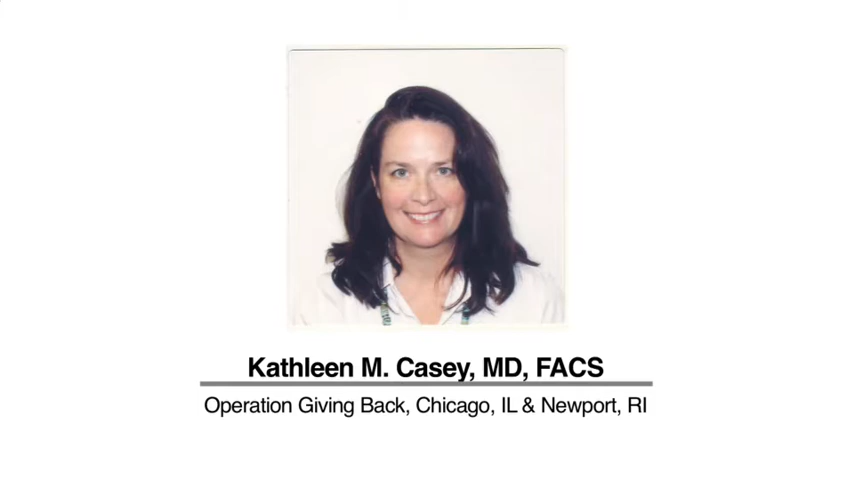 Kathleen M. Casey, MD, FACS
Operation Giving Back, Chicago, IL & Newport, RI